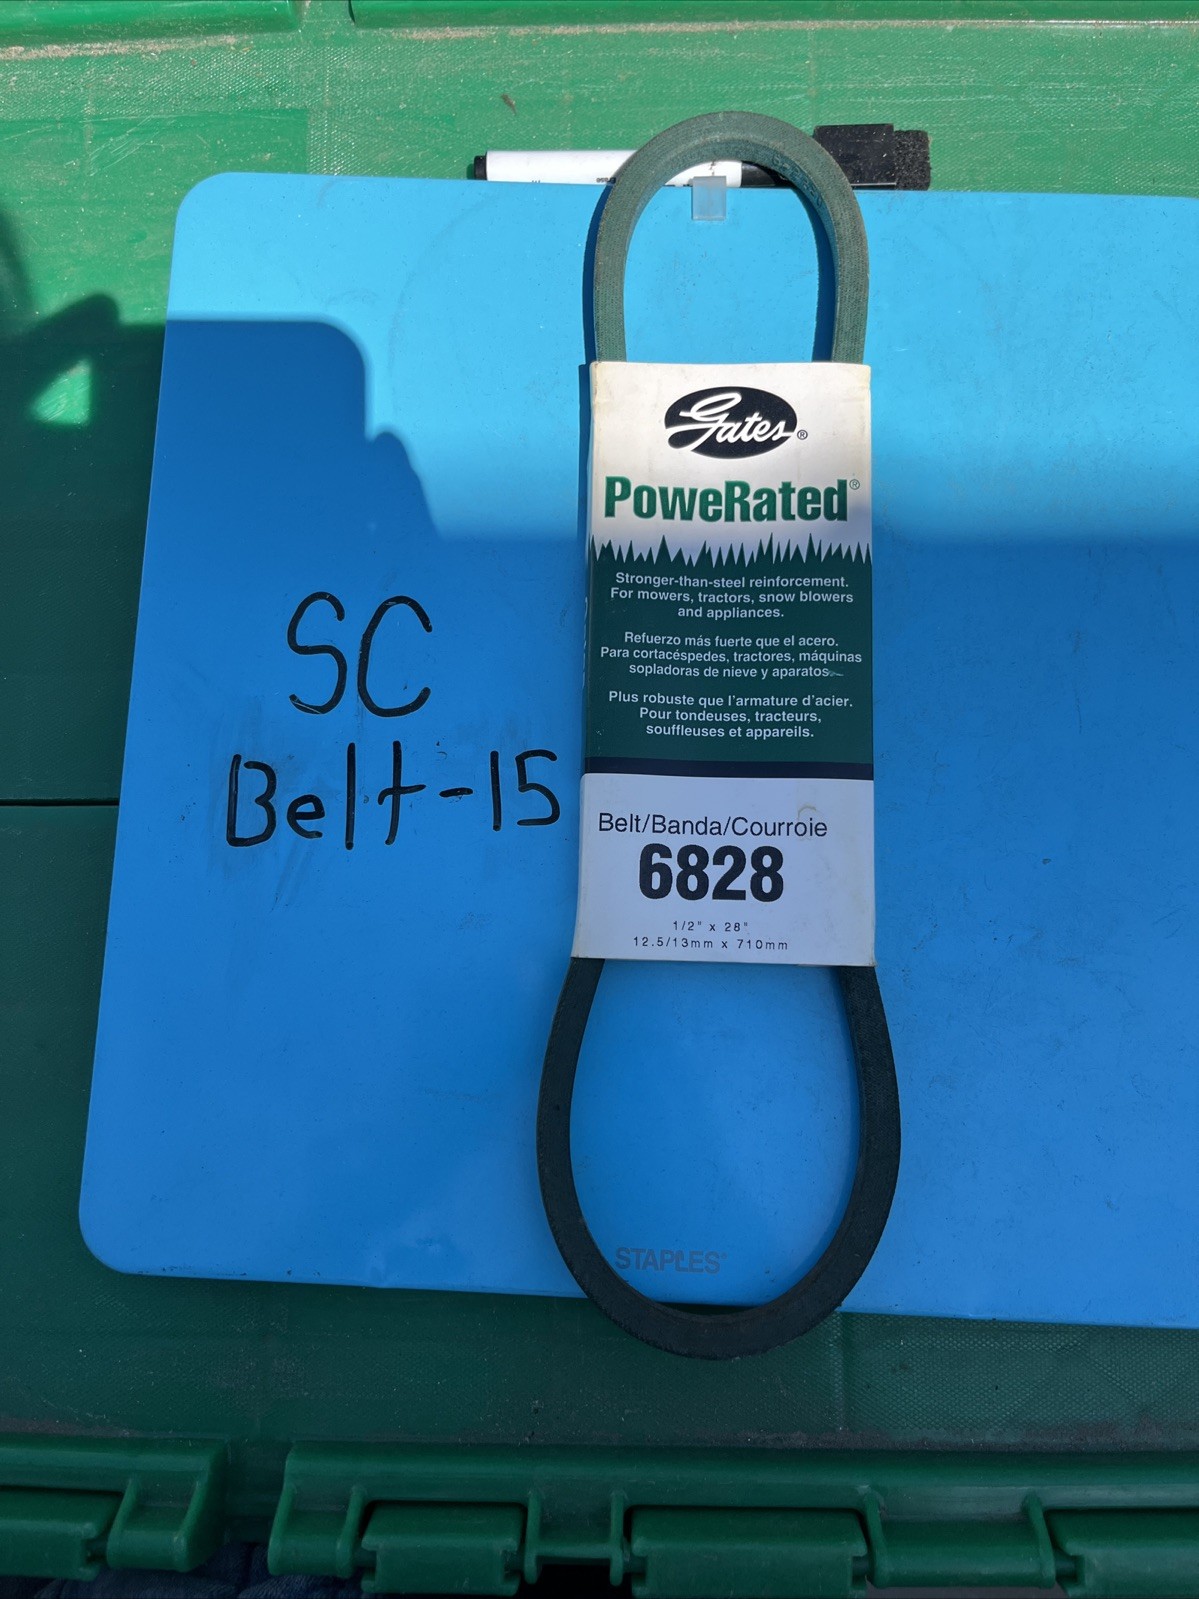 Gates®
PoweRated®
Stronger-than-steel reinforcement.
For mowers, tractors, snow blowers
and appliances.
Refuerzo más fuerte que el acero.
Para cortacéspedes, tractores, máquinas
sopladoras de nieve y aparatos
Plus robuste que l'armature d'acier.
Pour tondeuses, tracteurs,
souffleuses et appareils.
SC
Belt-15
Belt/Banda/Courroie
6828
1/2" x 28"
12.5/13mm x 710mm
STAPLES